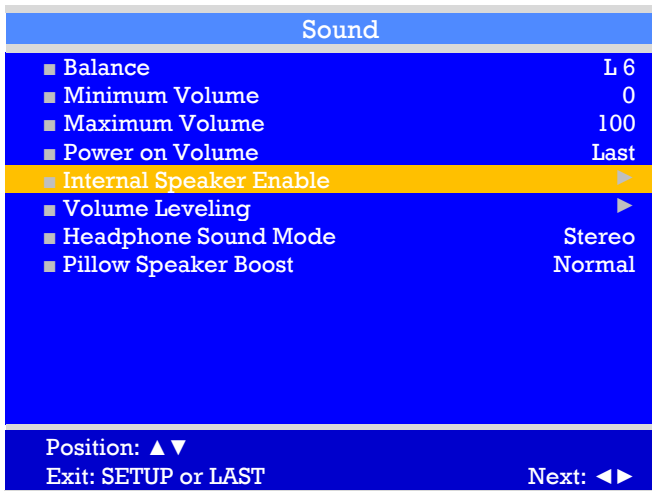 Sound
■ Balance L 6
■ Minimum Volume 0
■ Maximum Volume 100
■ Power on Volume Last
■ Internal Speaker Enable ►
■ Volume Leveling ►
■ Headphone Sound Mode Stereo
■ Pillow Speaker Boost Normal
Position: ▲▼
Exit: SETUP or LAST Next: ◄►